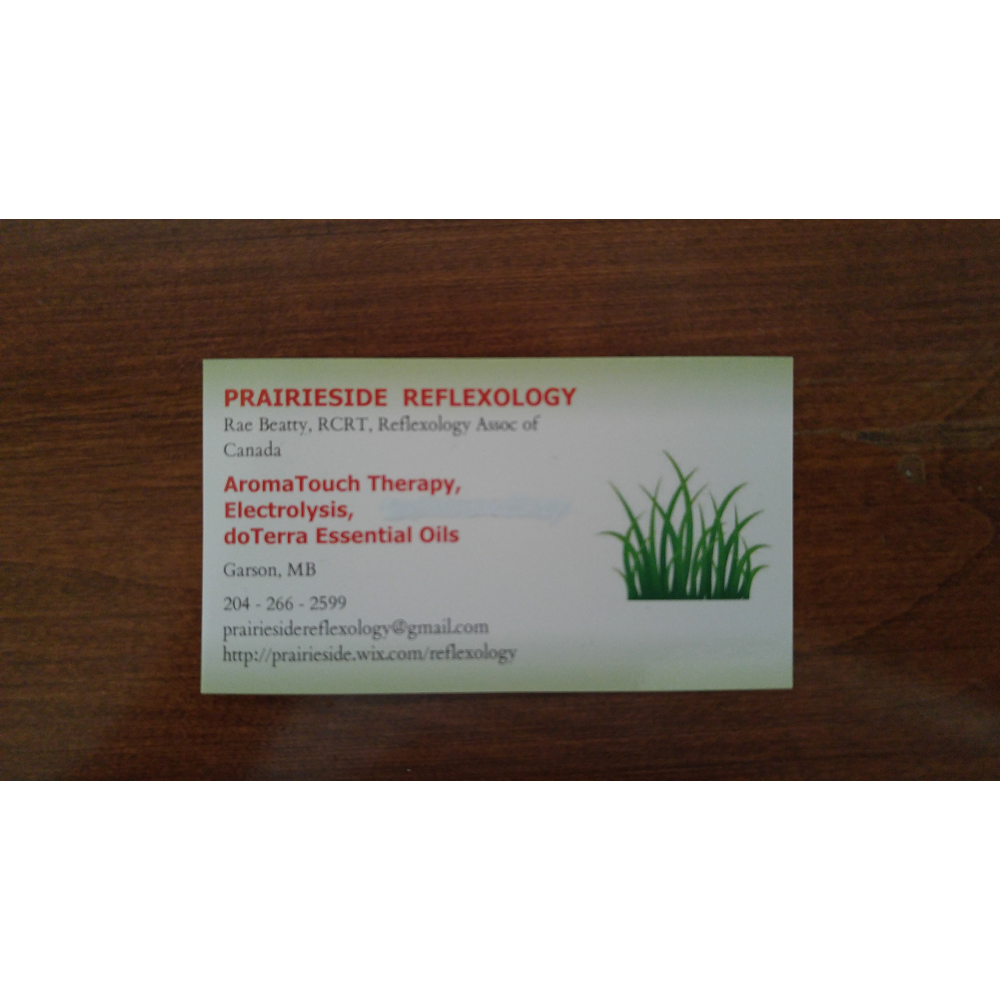 PRAIRIESIDE REFLEXOLOGY
Rae Beatty, RCRT, Reflexology Assoc of
Canada
AromaTouch Therapy,
Electrolysis,
doTerra Essential Oils
Garson, MB
204 - 266 - 2599
prairiesidereflexology@gmail.com
http://prairieside.wix.com/reflexology